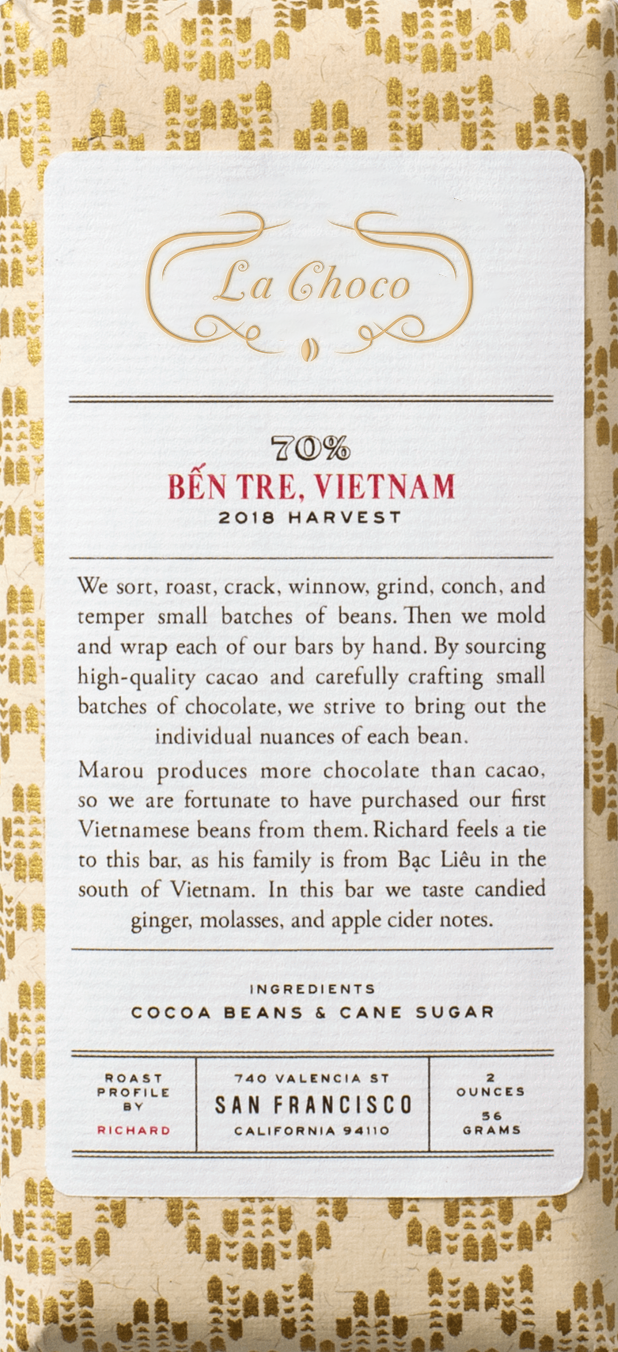 La Choco
70%
BẾN TRE, VIETNAM
2018 HARVEST
We sort, roast, crack, winnow, grind, conch, and
temper small batches of beans. Then we mold
and wrap each of our bars by hand. By sourcing
high-quality cacao and carefully crafting small
batches of chocolate, we strive to bring out the
individual nuances of each bean.
Marou produces more chocolate than cacao,
so we are fortunate to have purchased our first
Vietnamese beans from them. Richard feels a tie
to this bar, as his family is from Bạc Liêu in the
south of Vietnam. In this bar we taste candied
ginger, molasses, and apple cider notes.
INGREDIENTS
COCOA BEANS & CANE SUGAR
ROAST
PROFILE
BY
RICHARD
740 VALENCIA ST
SAN FRANCISCO
CALIFORNIA 94110
2
OUNCES
56
GRAMS